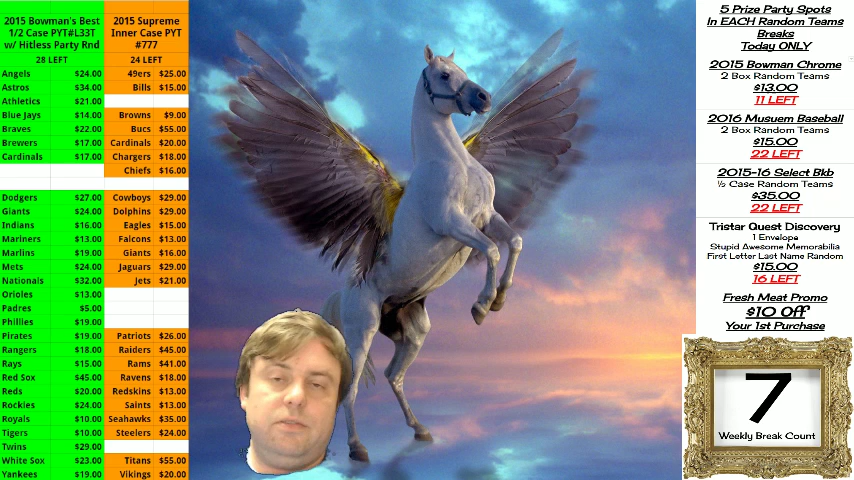 2015 Bowman's Best
1/2 Case PYT#L33T
w/ Hitless Party Rnd
28 LEFT
Angels $24.00
Astros $34.00
Athletics $21.00
Blue Jays $14.00
Braves $22.00
Brewers $17.00
Cardinals $17.00
Dodgers $27.00
Giants $24.00
Indians $16.00
Mariners $13.00
Marlins $19.00
Mets $24.00
Nationals $32.00
Orioles $13.00
Padres $5.00
Phillies $19.00
Pirates $19.00
Rangers $18.00
Rays $15.00
Red Sox $45.00
Reds $20.00
Rockies $24.00
Royals $10.00
Tigers $10.00
Twins $29.00
White Sox $23.00
Yankees $19.00
2015 Supreme
Inner Case PYT
#777
24 LEFT
49ers $25.00
Bills $15.00
Browns $9.00
Bucs $55.00
Cardinals $20.00
Chargers $18.00
Chiefs $16.00
Cowboys $29.00
Dolphins $29.00
Eagles $15.00
Falcons $13.00
Giants $16.00
Jaguars $29.00
Jets $21.00
Patriots $26.00
Raiders $45.00
Rams $41.00
Ravens $18.00
Redskins $13.00
Saints $13.00
Seahawks $35.00
Steelers $24.00
Titans $55.00
Vikings $20.00
5 Prize Party Spots
In EACH Random Teams
Breaks
Today ONLY
2015 Bowman Chrome
2 Box Random Teams
$13.00
11 LEFT
2016 Musuem Baseball
2 Box Random Teams
$15.00
22 LEFT
2015-16 Select Bkb
½ Case Random Teams
$35.00
22 LEFT
Tristar Quest Discovery
1 Envelope
Stupid Awesome Memorabilia
First Letter Last Name Random
$15.00
16 LEFT
Fresh Meat Promo
$10 Off
Your 1st Purchase
7
Weekly Break Count